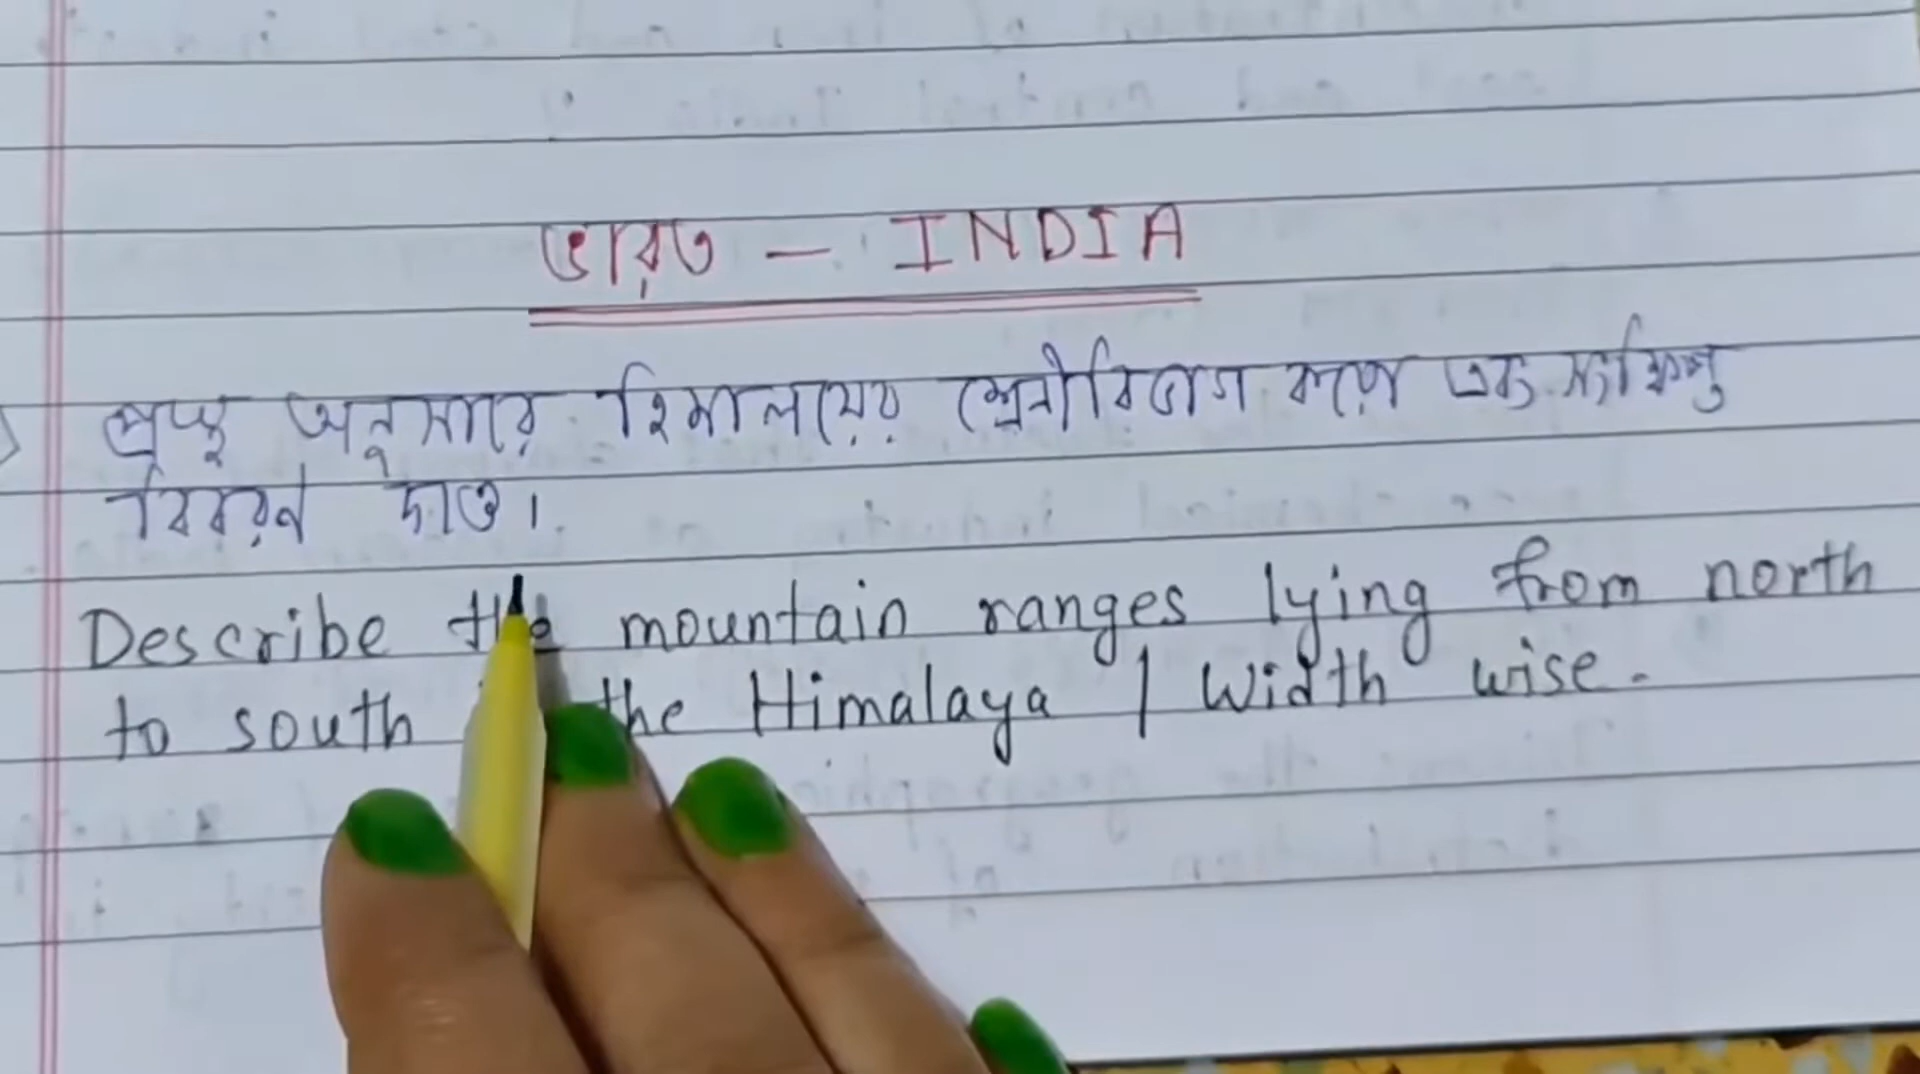 ভারত — INDIA
প্রস্থ অনুসারে হিমালয়ের শ্রেণীবিভাগ করো এবং সংক্ষিপ্ত
বিবরণ দাও।
Describe the mountain ranges lying from north
to south the Himalaya / Width wise.